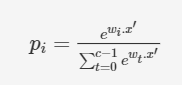 $p_i = \frac{e^{w_i . x'}}{\sum_{t=0}^{c-1} e^{w_t . x'}}$